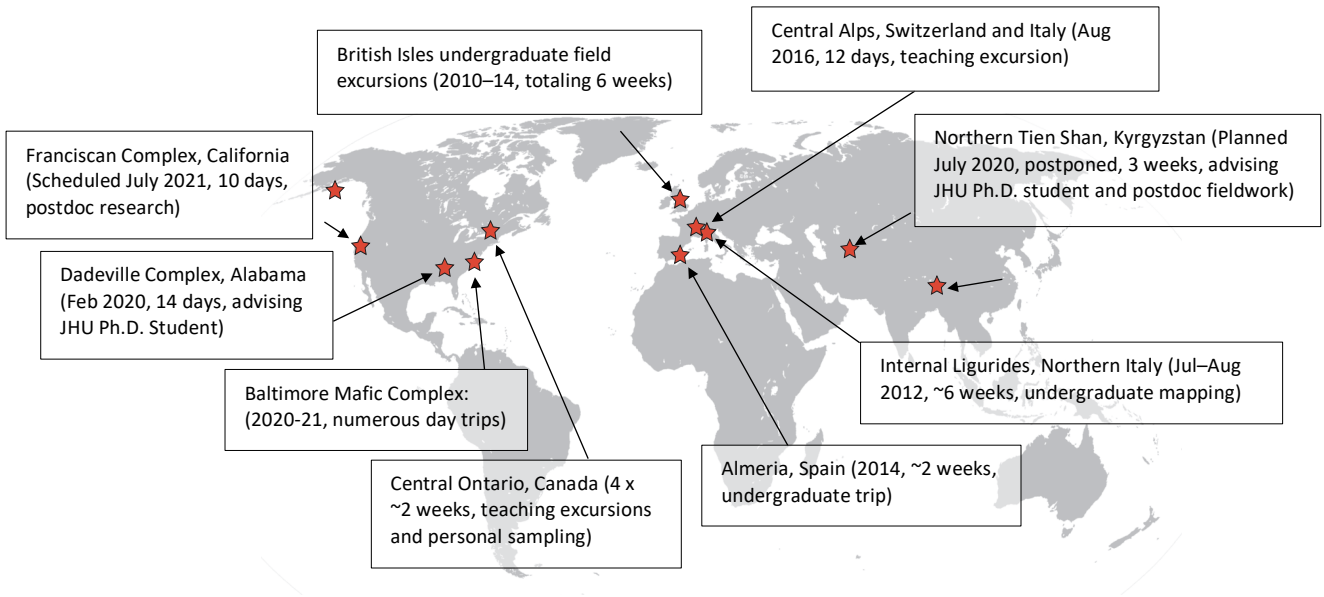 British Isles undergraduate field
excursions (2010–14, totaling 6 weeks)
Central Alps, Switzerland and Italy (Aug
2016, 12 days, teaching excursion)
Franciscan Complex, California
(Scheduled July 2021, 10 days,
postdoc research)
Northern Tien Shan, Kyrgyzstan (Planned
July 2020, postponed, 3 weeks, advising
JHU Ph.D. student and postdoc fieldwork)
Dadeville Complex, Alabama
(Feb 2020, 14 days, advising
JHU Ph.D. Student)
Baltimore Mafic Complex:
(2020-21, numerous day trips)
Internal Ligurides, Northern Italy (Jul–Aug
2012, ~6 weeks, undergraduate mapping)
Central Ontario, Canada (4 x
~2 weeks, teaching excursions
and personal sampling)
Almeria, Spain (2014, ~2 weeks,
undergraduate trip)